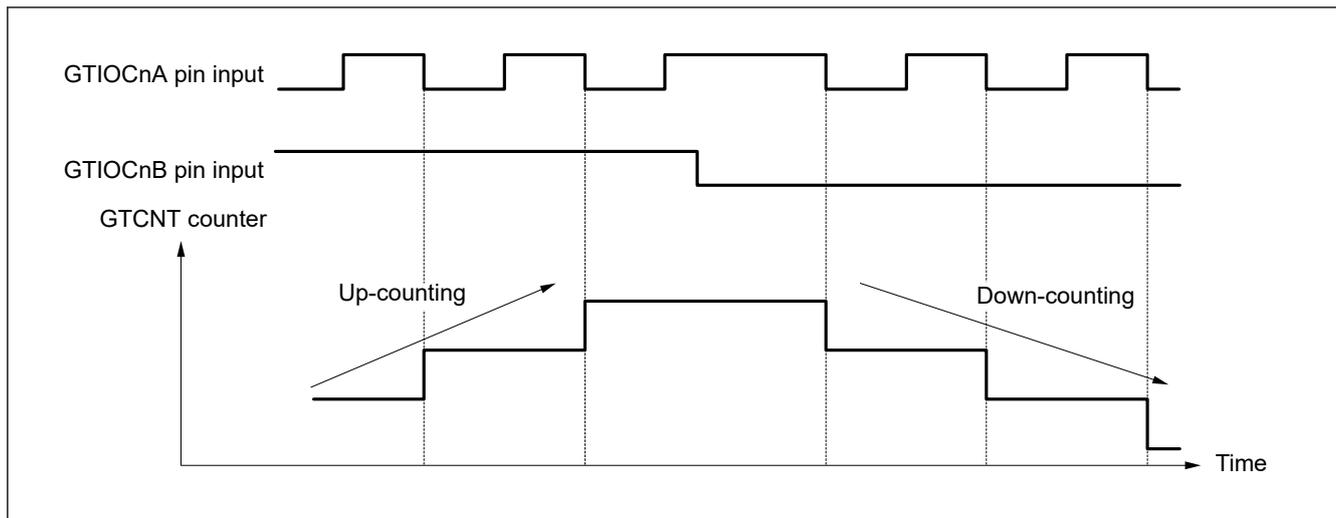 GTIOCnA pin input
GTIOCnB pin input
GTCNT counter
Up-counting
Down-counting
Time